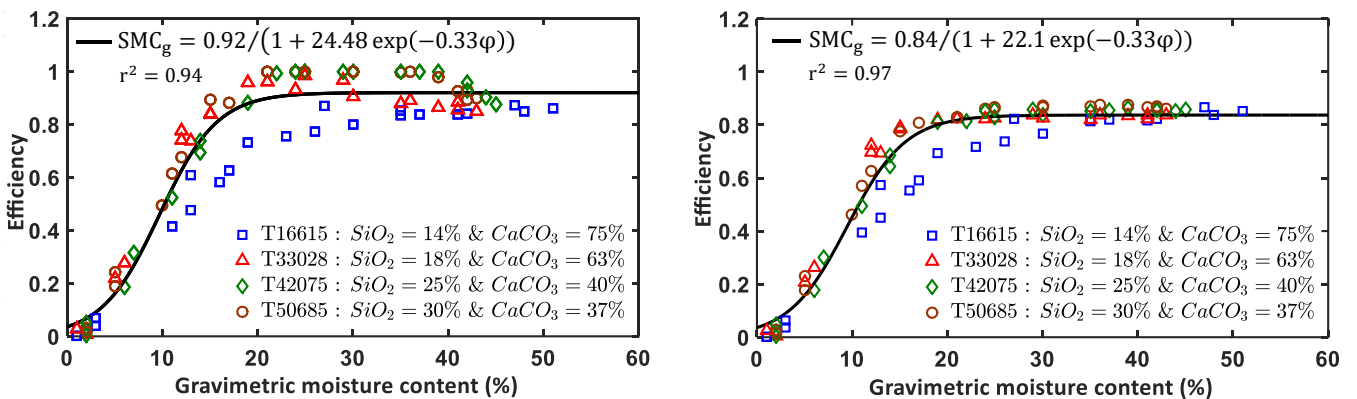 1.2
1
0.8
0.6
0.4
0.2
0
Efficiency
SMCg = 0.92/(1 + 24.48 exp(−0.33φ))
r² = 0.94
T16615 : SiO₂ = 14% & CaCO₃ = 75%
T33028 : SiO₂ = 18% & CaCO₃ = 63%
T42075 : SiO₂ = 25% & CaCO₃ = 40%
T50685 : SiO₂ = 30% & CaCO₃ = 37%
0 10 20 30 40 50 60
Gravimetric moisture content (%)
1.2
1
0.8
0.6
0.4
0.2
0
Efficiency
SMCg = 0.84/(1 + 22.1 exp(−0.33φ))
r² = 0.97
T16615 : SiO₂ = 14% & CaCO₃ = 75%
T33028 : SiO₂ = 18% & CaCO₃ = 63%
T42075 : SiO₂ = 25% & CaCO₃ = 40%
T50685 : SiO₂ = 30% & CaCO₃ = 37%
0 10 20 30 40 50 60
Gravimetric moisture content (%)